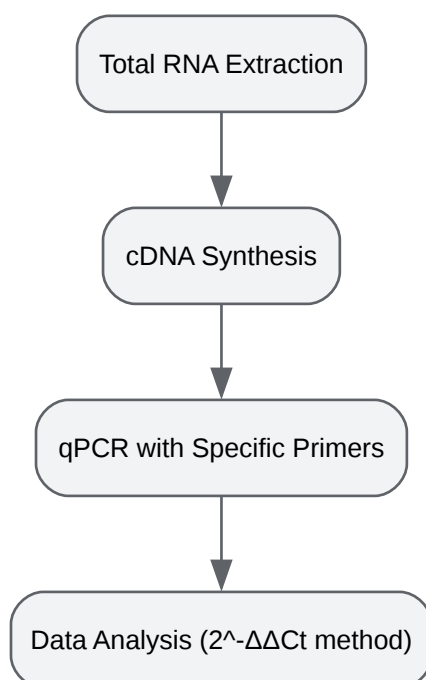 Total RNA Extraction
cDNA Synthesis
qPCR with Specific Primers
Data Analysis (2^-ΔΔCt method)